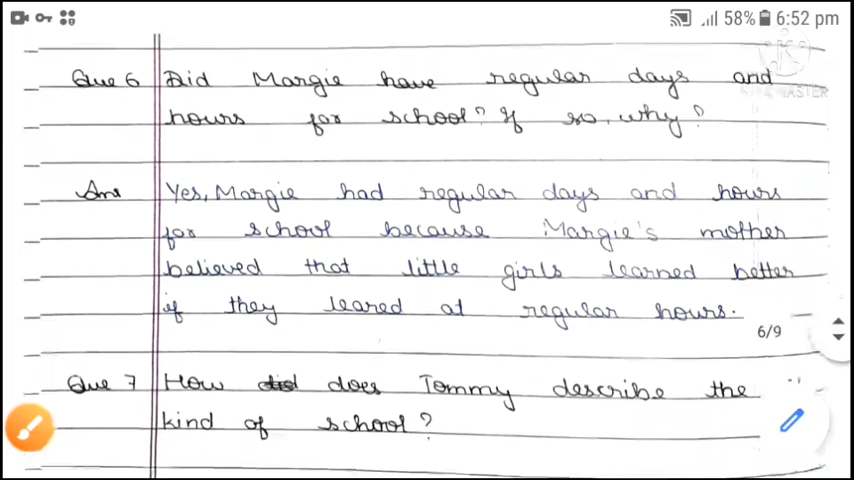 58% 6:52 pm
KINEMASTER
Que 6 Did Margie have regular days and
hours for school? If so, why?
Ans Yes, Margie had regular days and hours
for school because Margie's mother
believed that little girls learned better
if they leared at regular hours.
6/9
Que 7 How did does Tommy describe the
kind of school?